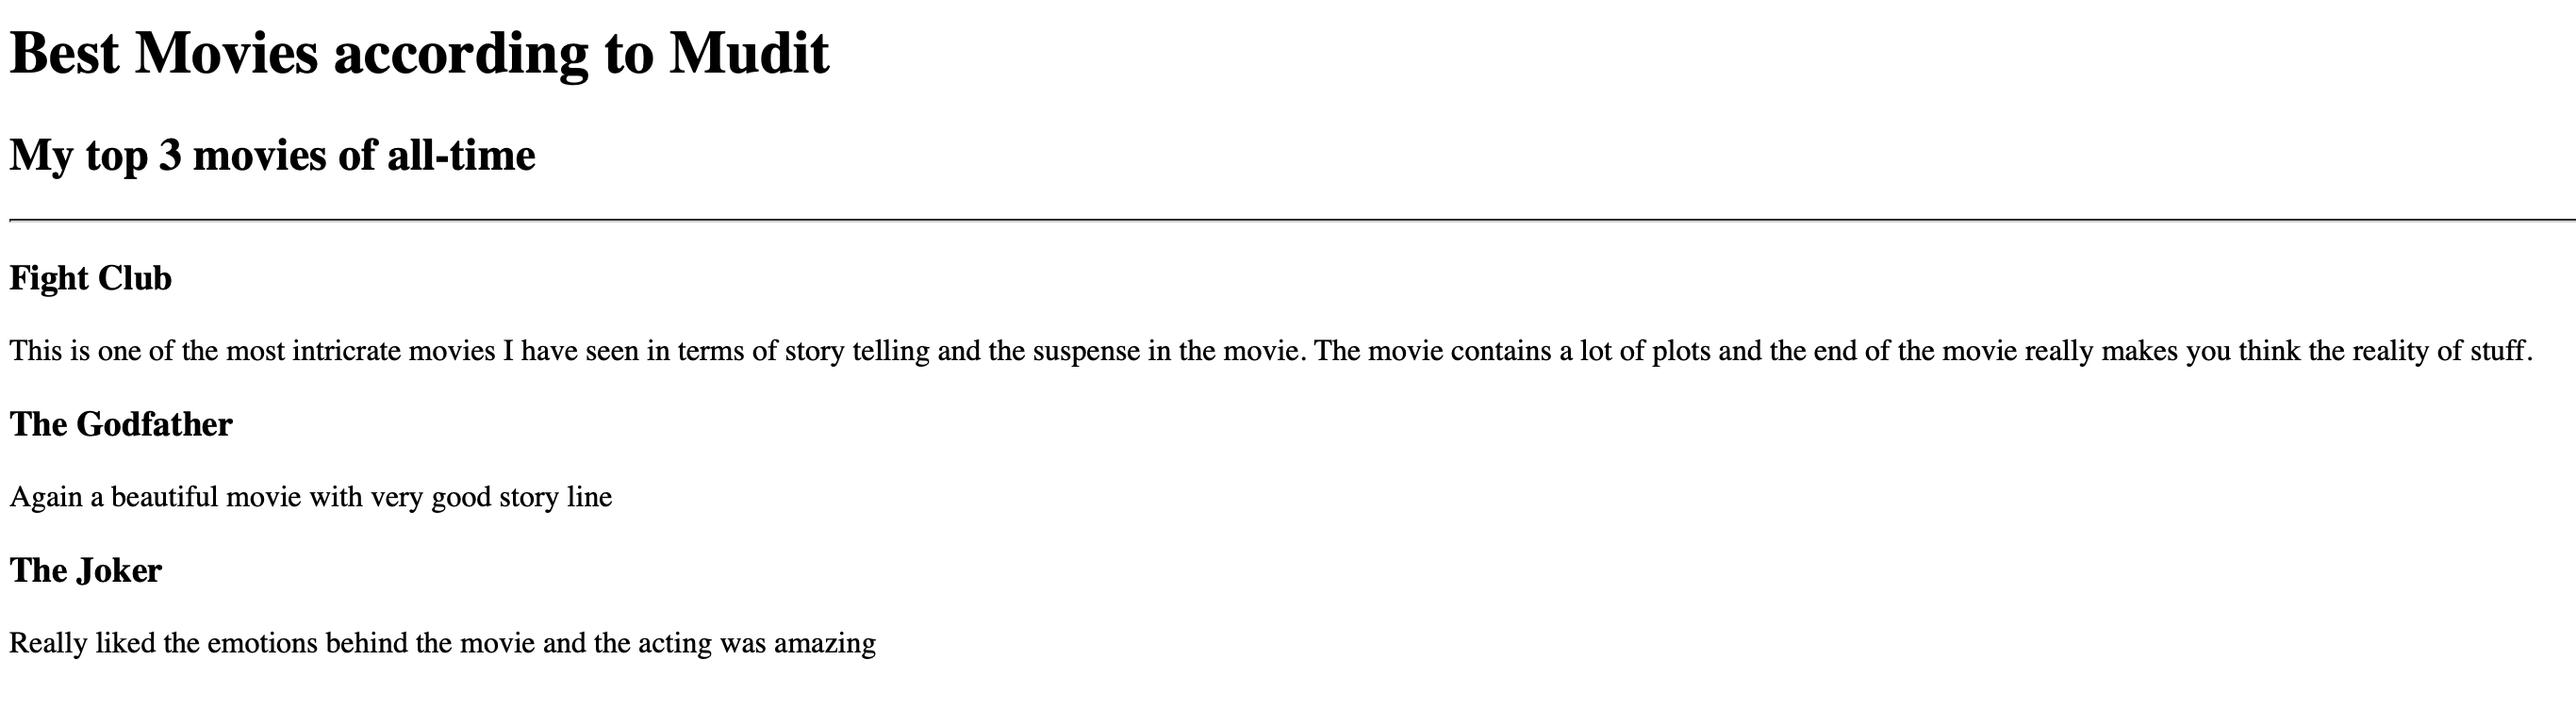 Best Movies according to Mudit
My top 3 movies of all-time
Fight Club
This is one of the most intricrate movies I have seen in terms of story telling and the suspense in the movie. The movie contains a lot of plots and the end of the movie really makes you think the reality of stuff.
The Godfather
Again a beautiful movie with very good story line
The Joker
Really liked the emotions behind the movie and the acting was amazing